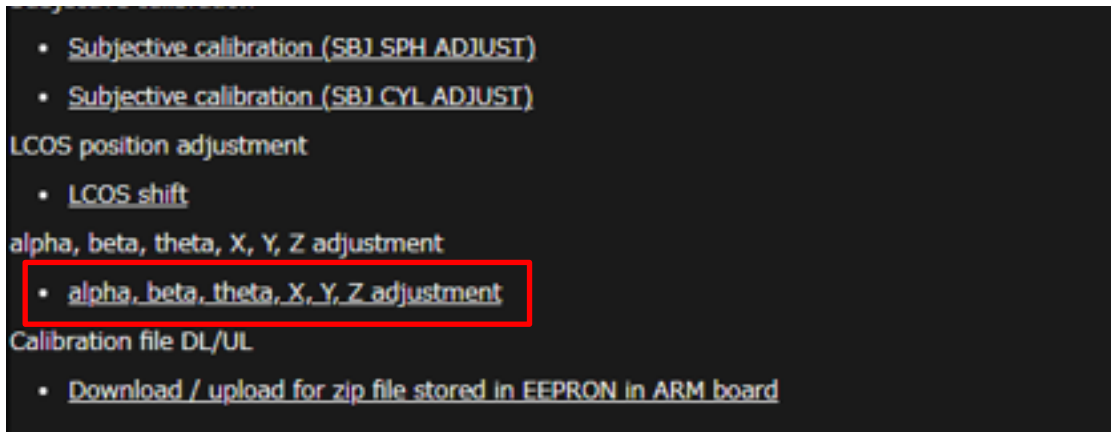 • Subjective calibration (SBJ SPH ADJUST)
• Subjective calibration (SBJ CYL ADJUST)
LCOS position adjustment
• LCOS shift
alpha, beta, theta, X, Y, Z adjustment
• alpha, beta, theta, X, Y, Z adjustment
Calibration file DL/UL
• Download / upload for zip file stored in EEPRON in ARM board